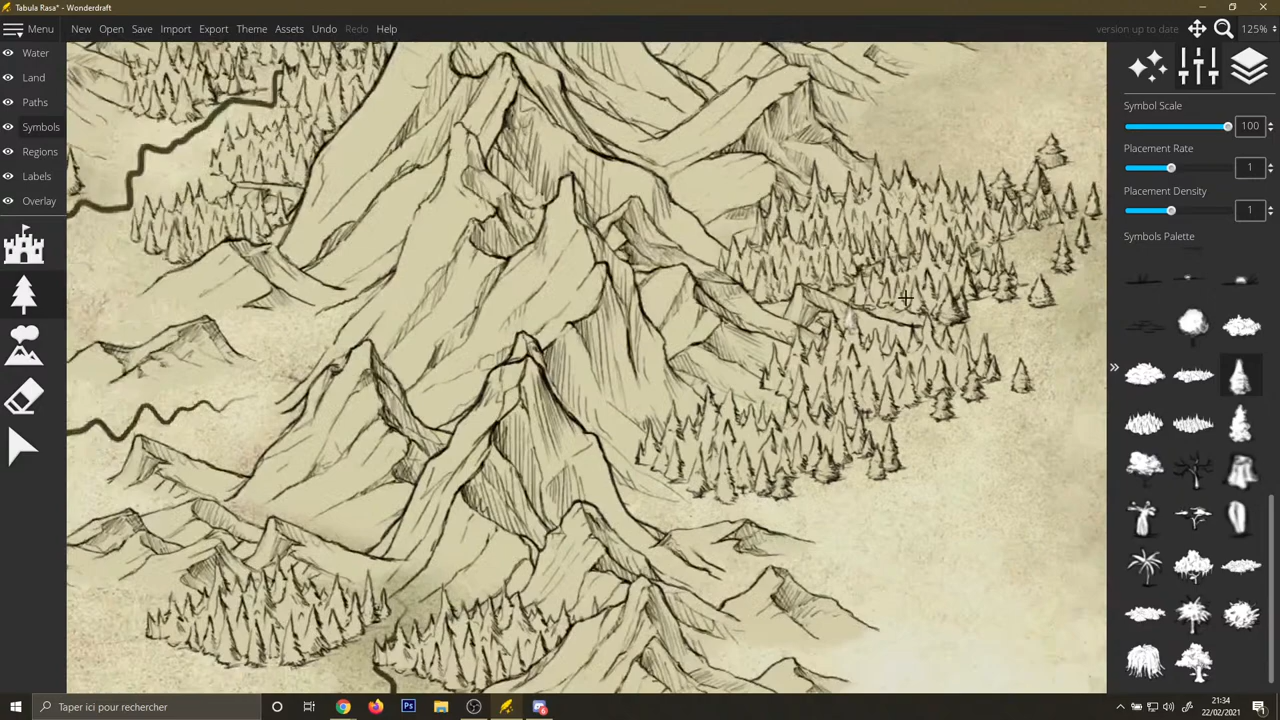 Tabula Rasa* - Wonderdraft
Menu New Open Save Import Export Theme Assets Undo Redo Help version up to date 125%
Water
Land
Paths
Symbols
Regions
Labels
Overlay
Symbol Scale
100
Placement Rate
1
Placement Density
1
Symbols Palette
Taper ici pour rechercher
21:34
22/02/2021